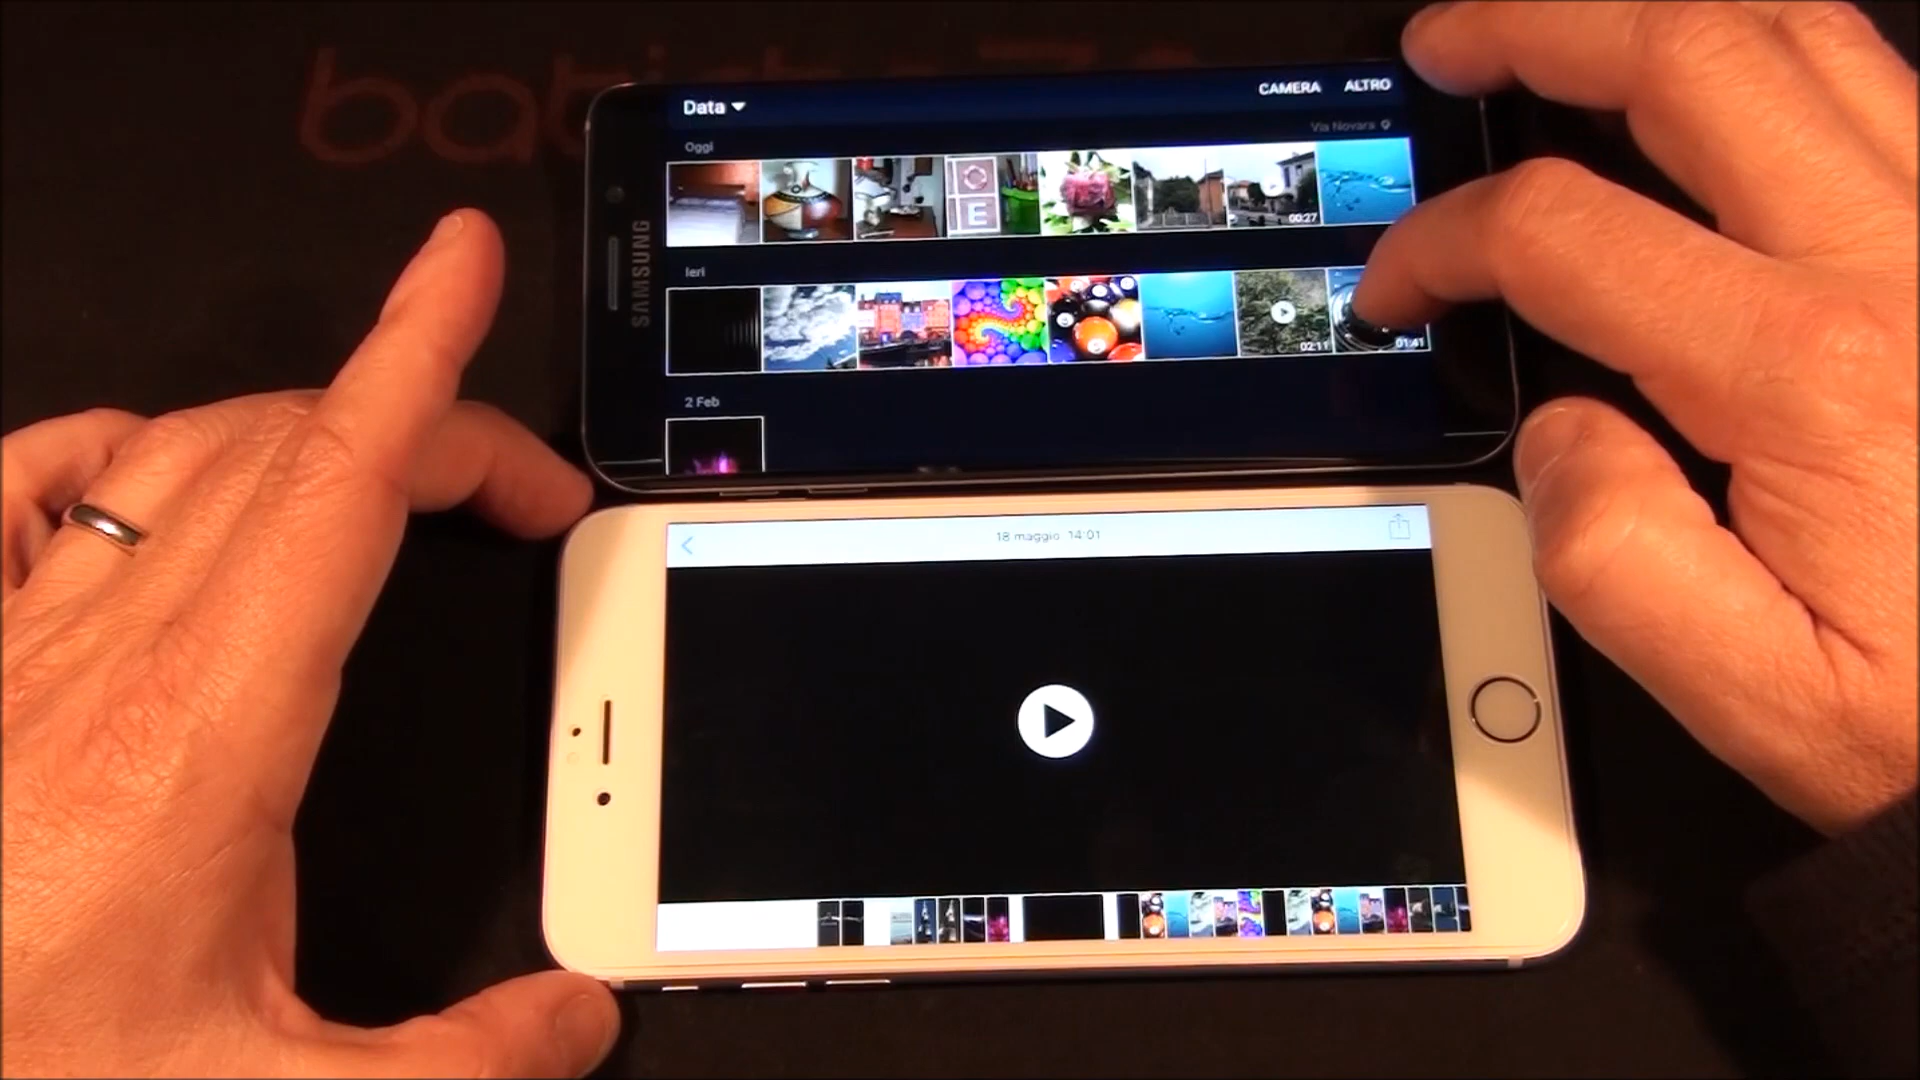 Data
CAMERA ALTRO
Via Novara
Oggi
E
00:27
SAMSUNG
Ieri
02:11
01:41
2 Feb
18 maggio 14:01